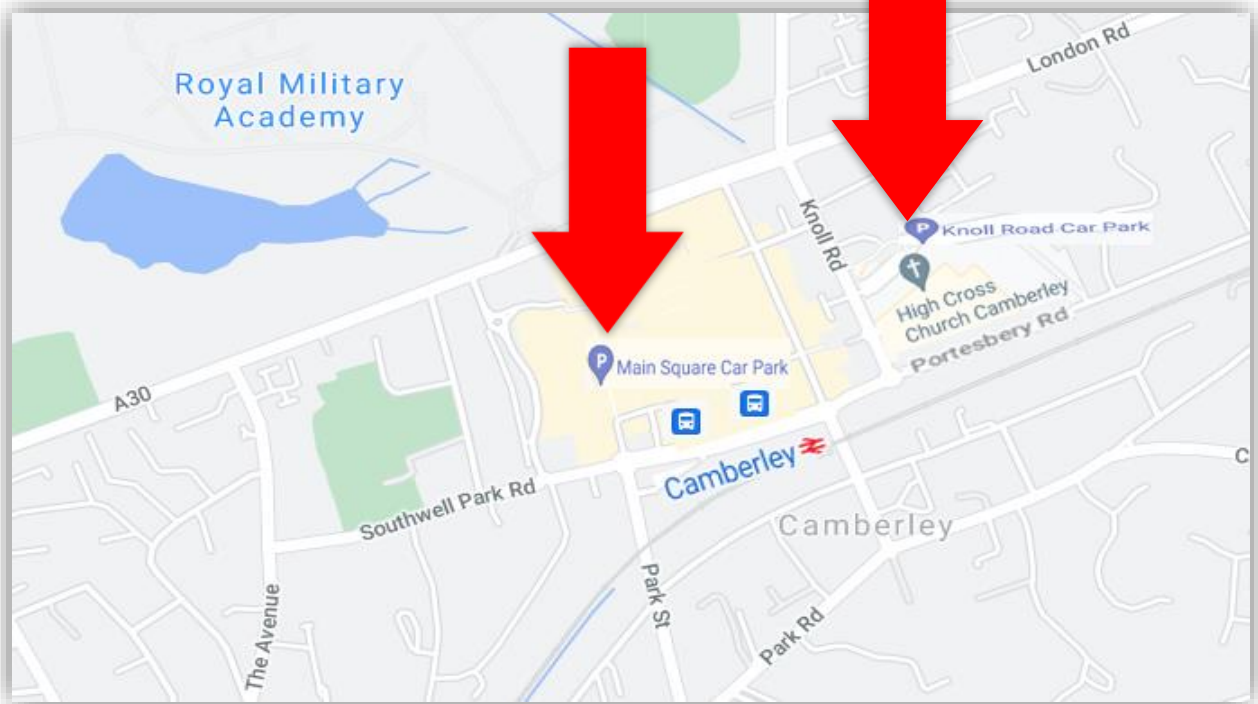 London Rd
Royal Military
Academy
Knoll Rd
P
Knoll Road Car Park
High Cross
Church Camberley
Portesbery Rd
P
Main Square Car Park
A30
Camberley
C
Southwell Park Rd
Camberley
Park St
The Avenue
Park Rd